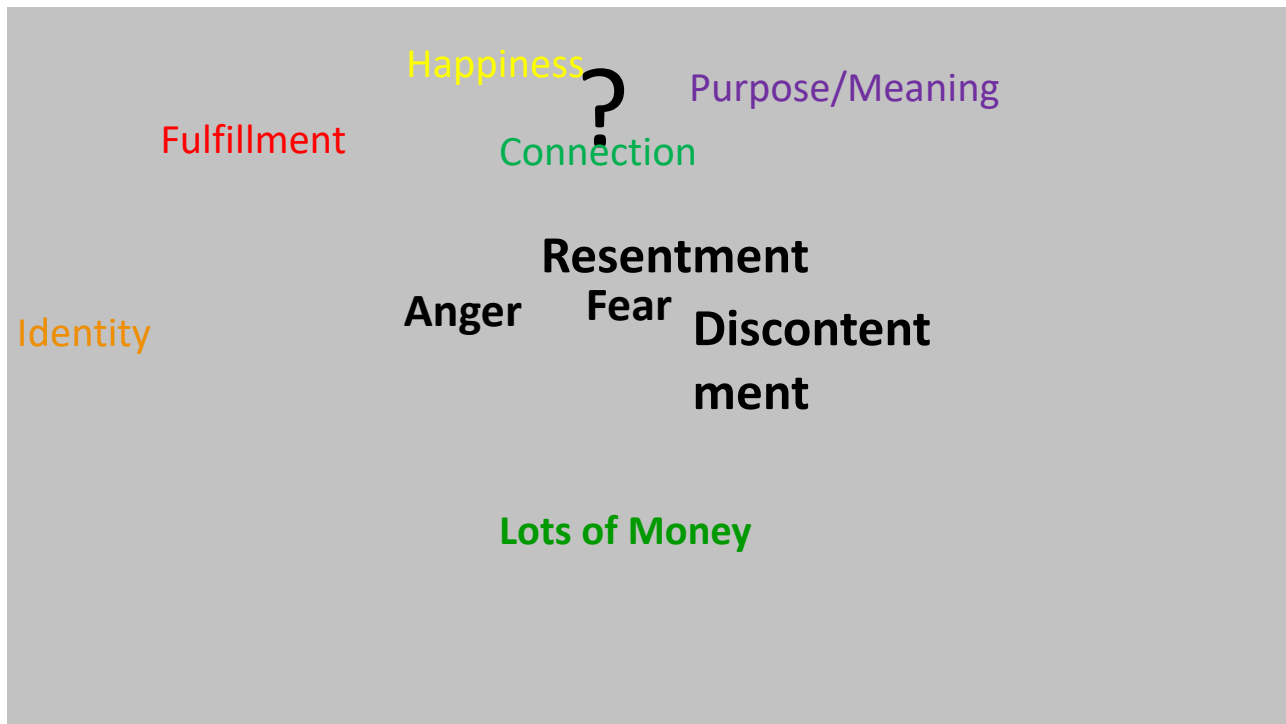 Happiness
?
Purpose/Meaning
Fulfillment
Connection
Resentment
Anger
Fear
Discontent
ment
Identity
Lots of Money